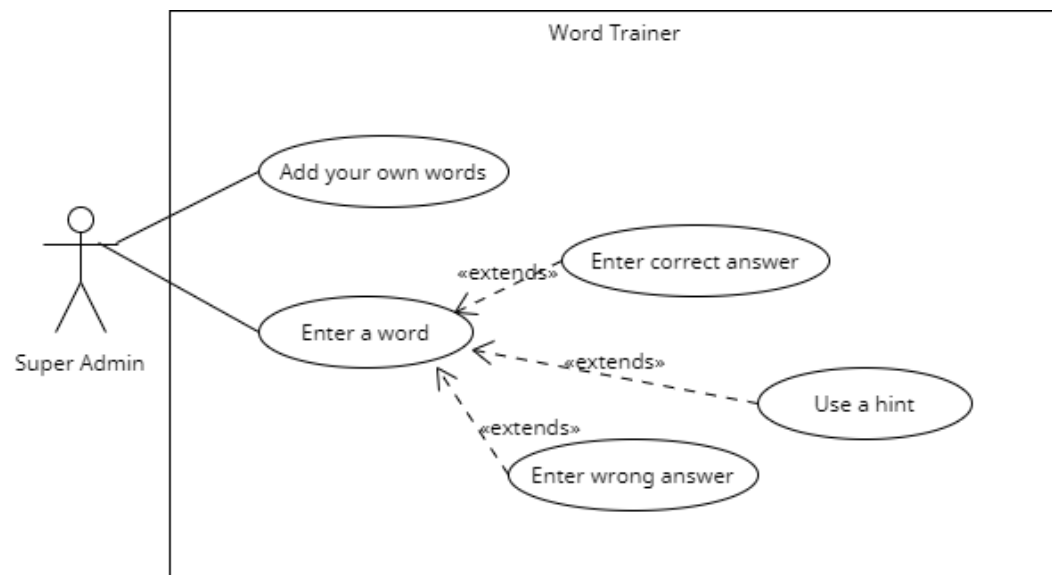 Word Trainer
Add your own words
Enter correct answer
«extends»
Enter a word
Super Admin
«extends»
Use a hint
«extends»
Enter wrong answer